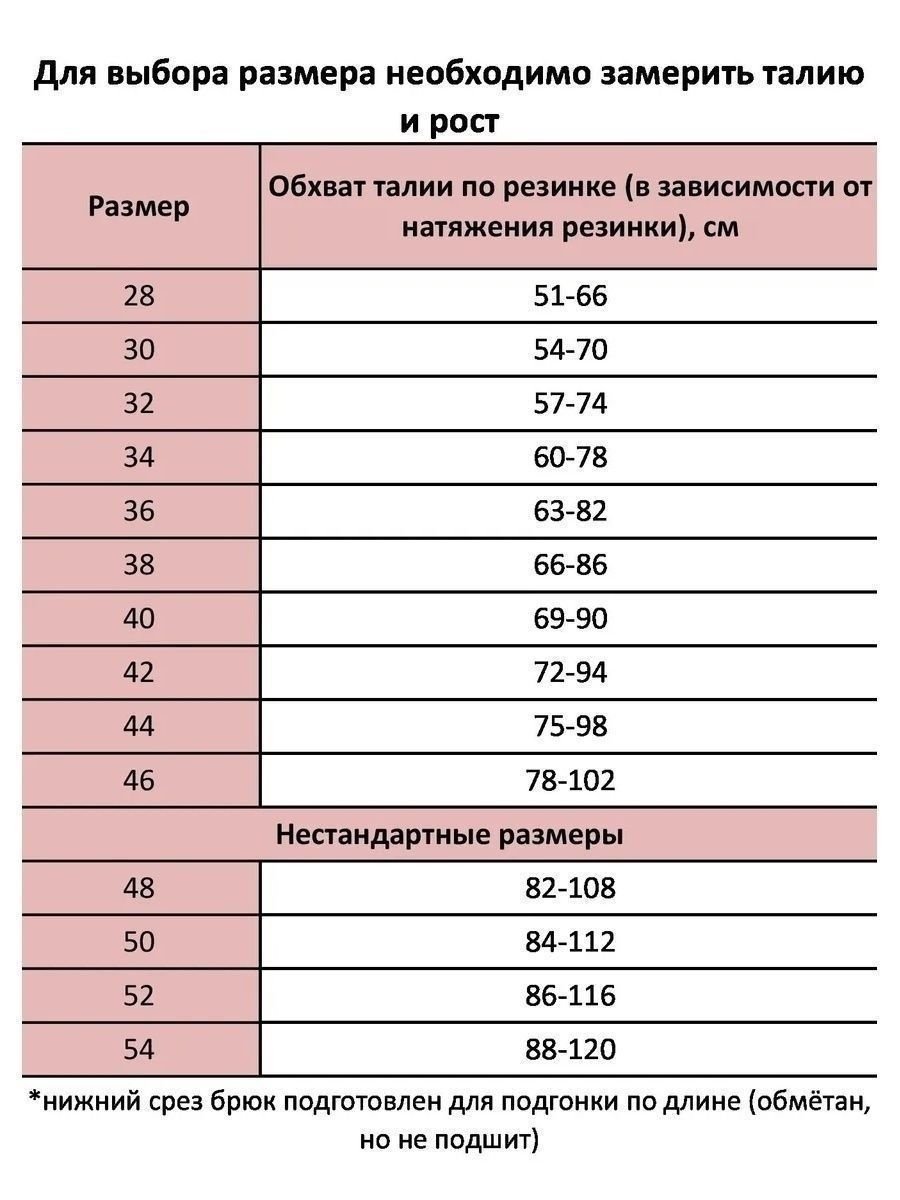 Для выбора размера необходимо замерить талию
и рост
Размер
Обхват талии по резинке (в зависимости от
натяжения резинки), см
28 51-66
30 54-70
32 57-74
34 60-78
36 63-82
38 66-86
40 69-90
42 72-94
44 75-98
46 78-102
Нестандартные размеры
48 82-108
50 84-112
52 86-116
54 88-120
*нижний срез брюк подготовлен для подгонки по длине (обмётан,
но не подшит)